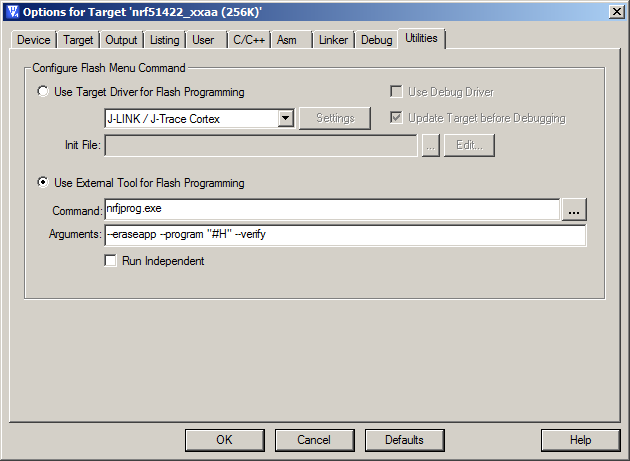 Options for Target 'nrf51422_xxaa (256K)'
Device Target Output Listing User C/C++ Asm Linker Debug Utilities
Configure Flash Menu Command
Use Target Driver for Flash Programming Use Debug Driver
J-LINK / J-Trace Cortex Settings Update Target before Debugging
Init File: ... Edit...
Use External Tool for Flash Programming
Command: nrfjprog.exe ...
Arguments: --eraseapp --program "#H" --verify
Run Independent
OK Cancel Defaults Help